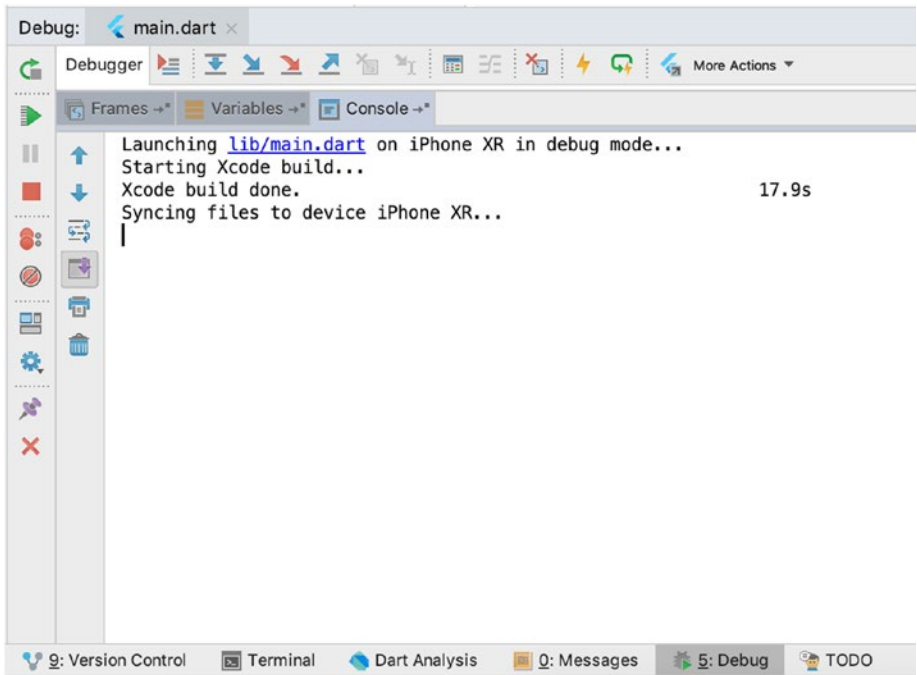 Debug: main.dart
Debugger More Actions
Frames Variables Console
Launching lib/main.dart on iPhone XR in debug mode...
Starting Xcode build...
Xcode build done. 17.9s
Syncing files to device iPhone XR...
9: Version Control Terminal Dart Analysis 0: Messages 5: Debug TODO